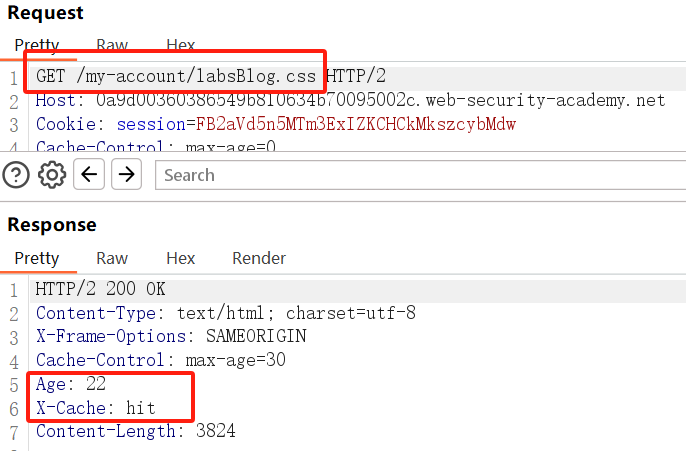 Request
Pretty Raw Hex
1 GET /my-account/labsBlog.css HTTP/2
2 Host: 0a9d00360386549b810634b70095002c.web-security-academy.net
3 Cookie: session=FB2aVd5n5MTm3ExIZKCHCkMkszcybMdw
4 Cache-Control: max-age=0
Search
Response
Pretty Raw Hex Render
1 HTTP/2 200 OK
2 Content-Type: text/html; charset=utf-8
3 X-Frame-Options: SAMEORIGIN
4 Cache-Control: max-age=30
5 Age: 22
6 X-Cache: hit
7 Content-Length: 3824